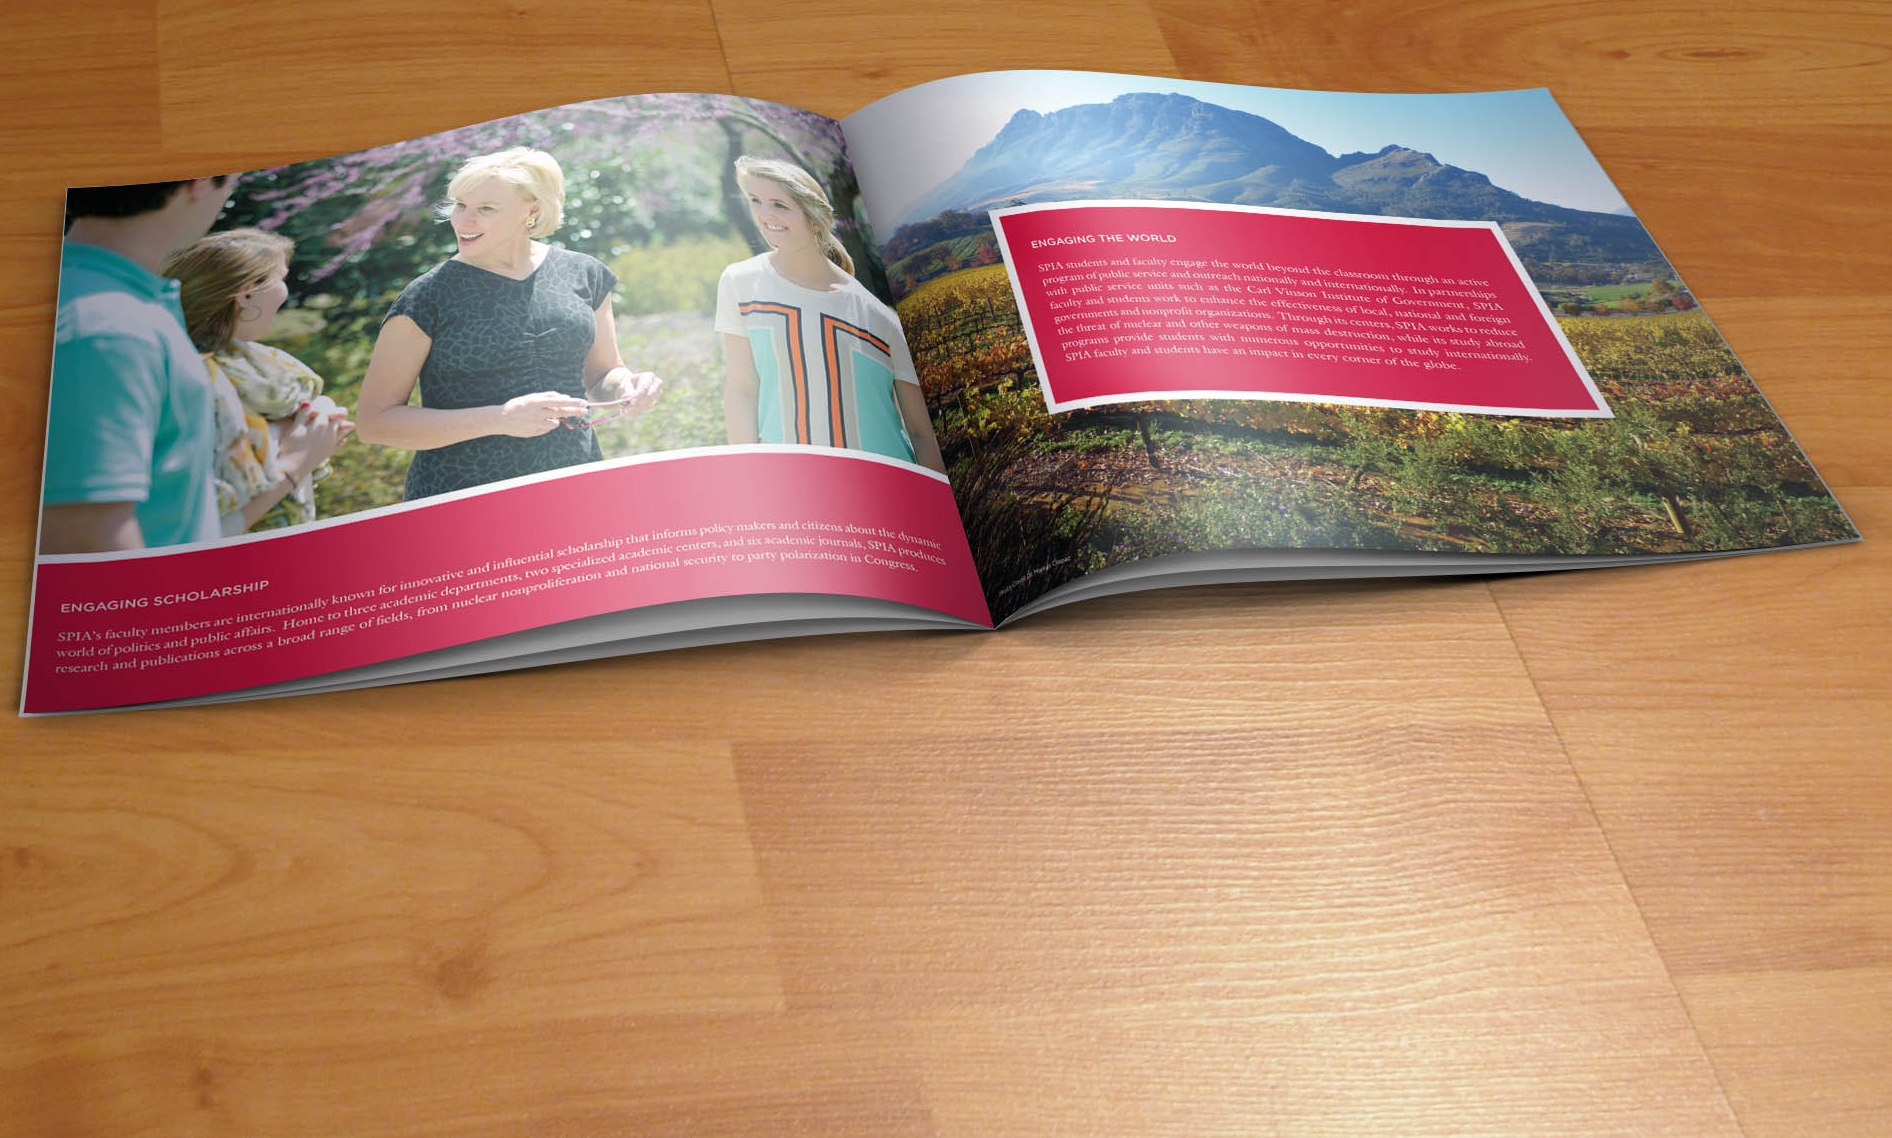 ENGAGING SCHOLARSHIP
SPIA's faculty members are internationally known for innovative and influential scholarship that informs policy makers and citizens about the dynamic
world of politics and public affairs. Home to three academic departments, two specialized academic centers, and six academic journals, SPIA produces
research and publications across a broad range of fields, from nuclear nonproliferation and national security to party polarization in Congress.
ENGAGING THE WORLD
SPIA students and faculty engage the world beyond the classroom through an active
program of public service and outreach nationally and internationally. In partnerships
with public service units such as the Carl Vinson Institute of Government, SPIA
faculty and students work to enhance the effectiveness of local, national and foreign
governments and nonprofit organizations. Through its centers, SPIA works to reduce
the threat of nuclear and other weapons of mass destruction, while its study abroad
programs provide students with numerous opportunities to study internationally.
SPIA faculty and students have an impact in every corner of the globe.